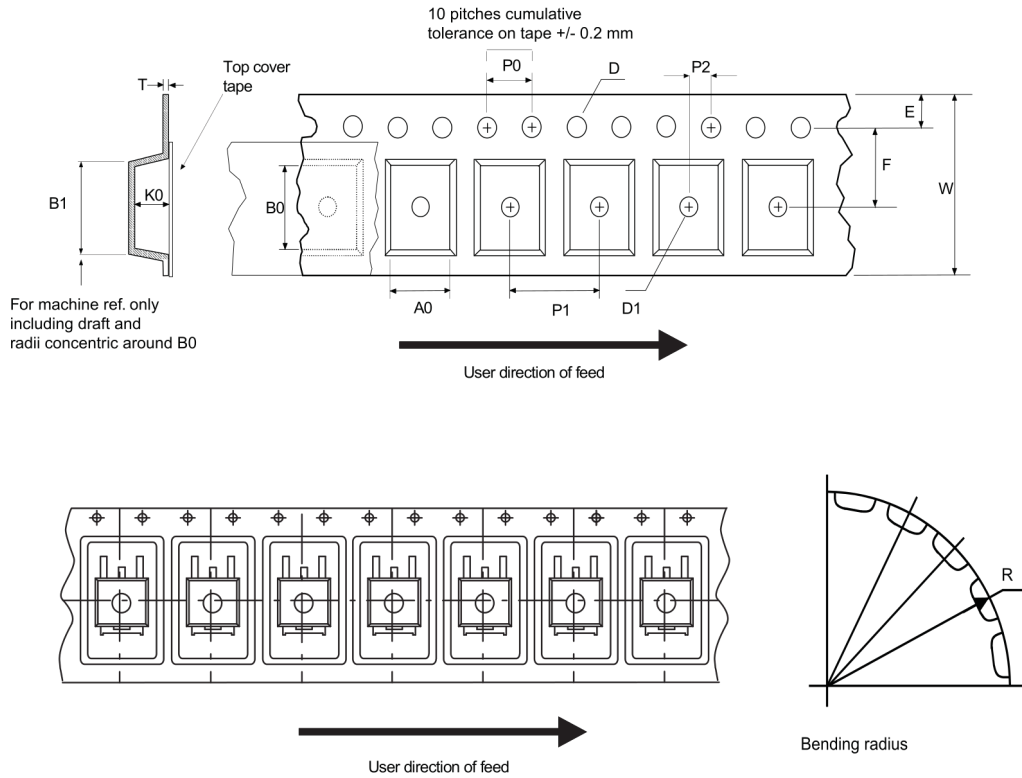 10 pitches cumulative
tolerance on tape +/- 0.2 mm
Top cover
tape
T
P0
D
P2
E
F
W
B1
K0
B0
For machine ref. only
including draft and
radii concentric around B0
A0
P1
D1
User direction of feed
R
Bending radius
User direction of feed